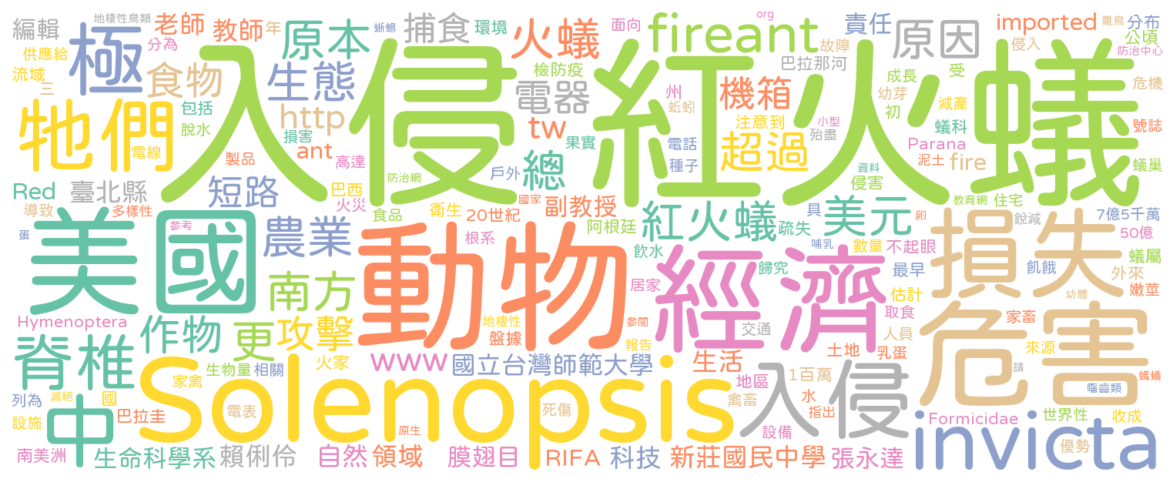 入侵紅火蟻
Solenopsis
動物
美國
經濟
損失
危害
invicta
入侵
中
脊椎
牠們
極
fireant
原因
原本
生態
食物
火蟻
捕食
電器
機箱
超過
美元
紅火蟻
總
農業
南方
攻擊
作物
更
短路
http
tw
www
imported
責任
老師
教師
編輯
臺北縣
副教授
國立台灣師範大學
生命科學系
賴俐伶
自然
領域
膜翅目
RIFA
科技
新莊國民中學
張永達
生活
fire
ant
Red
Parana
Hymenoptera
Formicidae
地棲性鳥類
年
蜥蜴
環境
面向
org
故障
巴拉那河
分布
公頃
離鳥
侵入
防治中心
供應給
分為
流域
三
檢防疫
州
蚯蚓
成長
受
幼芽
初
減產
危機
包括
脫水
電線
損害
果實
電話
注意到
小型
殆盡
種子
蟻科
號誌
泥土
蟻巢
製品
高達
防治網
戶外
資料
侵害
教育網
住宅
銳減
7億5千萬
50億
導致
多樣性
巴西
火災
國家
食品
衛生
20世紀
阿根廷
疏失
具
哺乳
卵
數量
不起眼
蟻屬
蛋
參考
根系
飲水
歸究
最早
飢餓
外來
嫩莖
居家
估計
取食
幼體
地棲性
盤據
參閱
交通
人員
家畜
來源
火家
報告
土地
乳蛋
生物量
相關
家禽
地區
1百萬
水
指出
禽畜
請
嚙齒類
螞蟻
列為
滅絕
國
設施
巴拉圭
電表
原生
死傷
設備
世界性
收成
優勢
南美洲